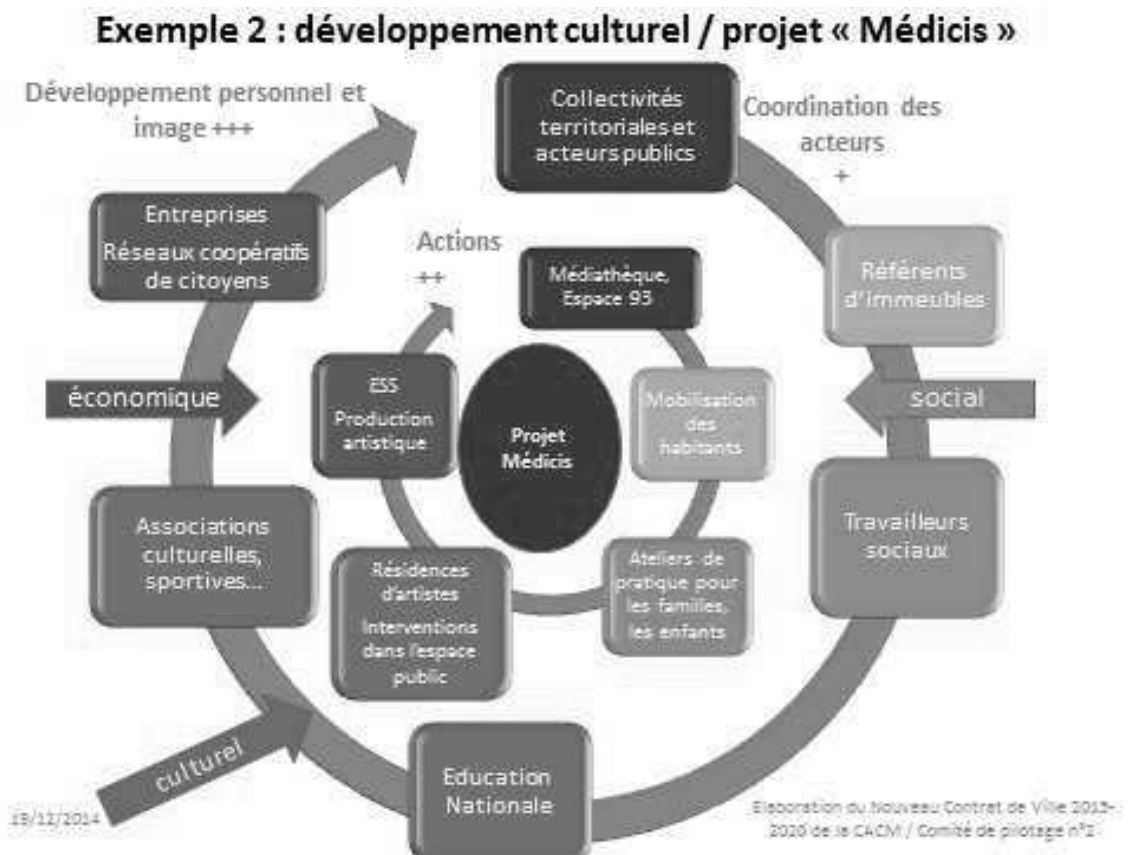 Exemple 2 : développement culturel / projet « Médicis »
Développement personnel et
image +++
Collectivités
territoriales et
acteurs publics
Coordination des
acteurs
+
Entreprises
Réseaux coopératifs
de citoyens
Actions
++
Médiathèque,
Espace 93
Référents
d'immeubles
économique
ESS
Production
artistique
Projet
Médicis
Mobilisation
des
habitants
social
Associations
culturelles,
sportives...
Résidences
d'artistes
Interventions
dans l'espace
public
Ateliers de
pratique pour
les familles,
les enfants
Travailleurs
sociaux
culturel
Education
Nationale
19/12/2014
Elaboration du Nouveau Contrat de Ville 2015-
2020 de la CACM / Comité de pilotage n°2